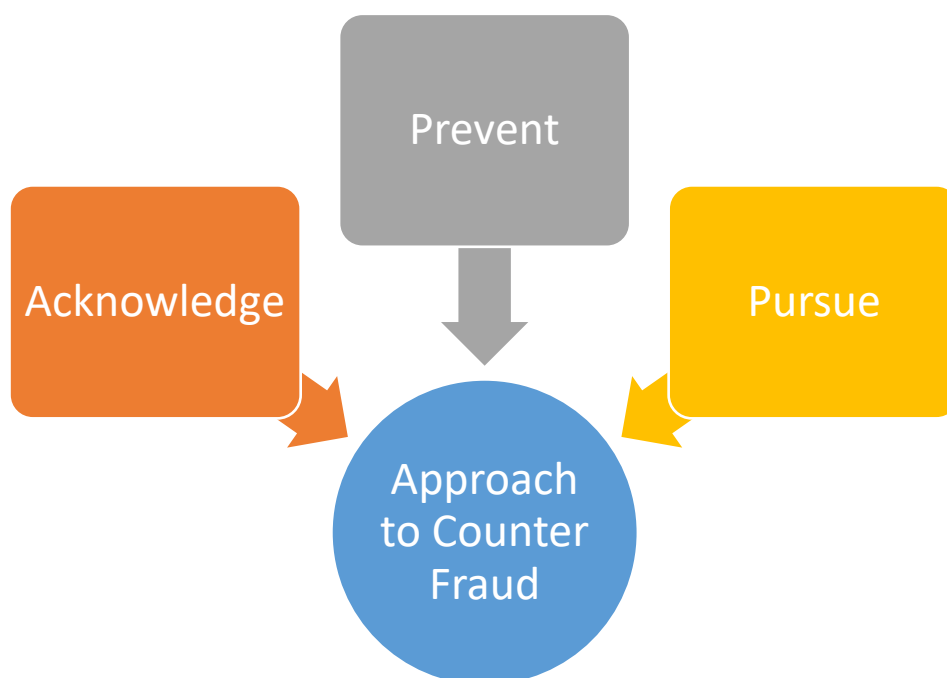 Prevent
Acknowledge
Pursue
Approach
to Counter
Fraud